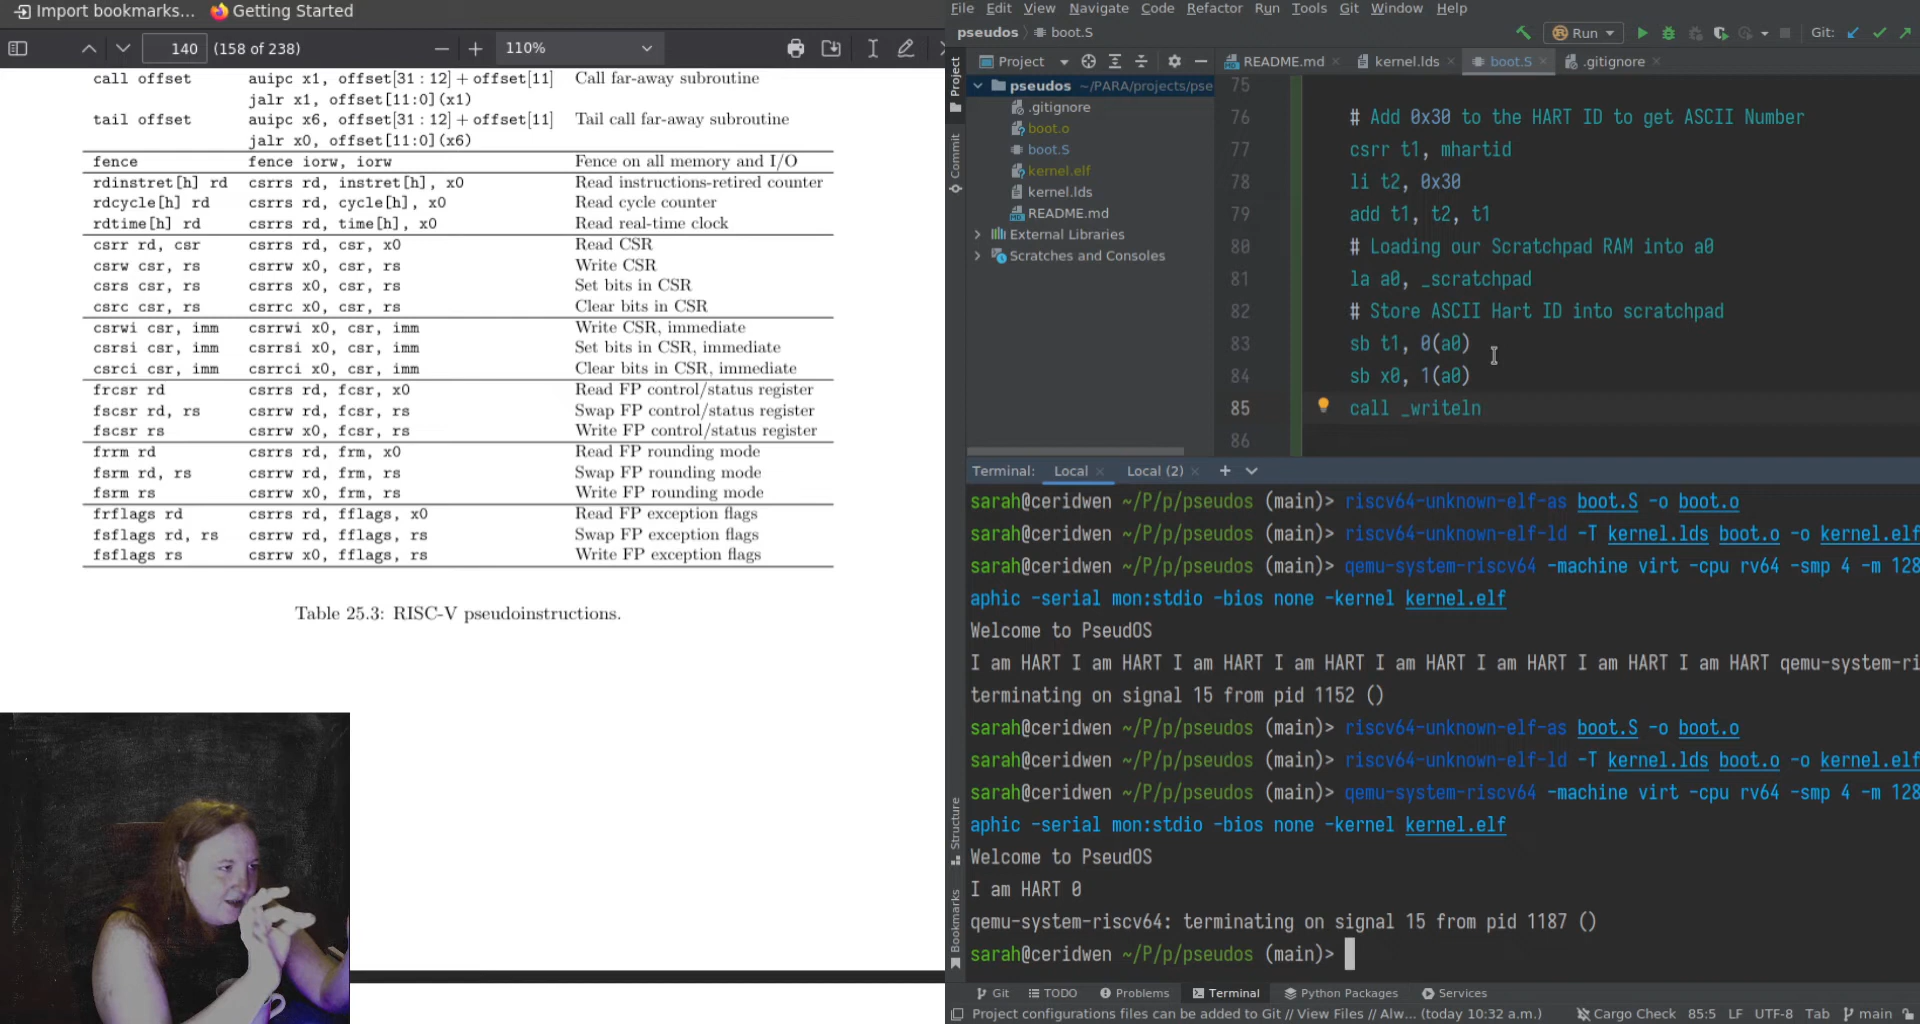 Import bookmarks... Getting Started
140 (158 of 238) 110%
call offset auipc x1, offset[31:12]+offset[11] Call far-away subroutine
jalr x1, offset[11:0](x1)
tail offset auipc x6, offset[31:12]+offset[11] Tail call far-away subroutine
jalr x0, offset[11:0](x6)
fence fence iorw, iorw Fence on all memory and I/O
rdinstret[h] rd csrrs rd, instret[h], x0 Read instructions-retired counter
rdcycle[h] rd csrrs rd, cycle[h], x0 Read cycle counter
rdtime[h] rd csrrs rd, time[h], x0 Read real-time clock
csrr rd, csr csrrs rd, csr, x0 Read CSR
csrw csr, rs csrrw x0, csr, rs Write CSR
csrs csr, rs csrrs x0, csr, rs Set bits in CSR
csrc csr, rs csrrc x0, csr, rs Clear bits in CSR
csrwi csr, imm csrrwi x0, csr, imm Write CSR, immediate
csrsi csr, imm csrrsi x0, csr, imm Set bits in CSR, immediate
csrci csr, imm csrrci x0, csr, imm Clear bits in CSR, immediate
frcsr rd csrrs rd, fcsr, x0 Read FP control/status register
fscsr rd, rs csrrw rd, fcsr, rs Swap FP control/status register
fscsr rs csrrw x0, fcsr, rs Write FP control/status register
frrm rd csrrs rd, frm, x0 Read FP rounding mode
fsrm rd, rs csrrw rd, frm, rs Swap FP rounding mode
fsrm rs csrrw x0, frm, rs Write FP rounding mode
frflags rd csrrs rd, fflags, x0 Read FP exception flags
fsflags rd, rs csrrw rd, fflags, rs Swap FP exception flags
fsflags rs csrrw x0, fflags, rs Write FP exception flags
Table 25.3: RISC-V pseudoinstructions.
File Edit View Navigate Code Refactor Run Tools Git Window Help
pseudos boot.S Run Git:
Project README.md kernel.lds boot.S .gitignore
Project
Commit
pseudos ~/PARA/projects/pse
.gitignore
boot.o
boot.S
kernel.elf
kernel.lds
README.md
External Libraries
Scratches and Consoles
75
76 # Add 0x30 to the HART ID to get ASCII Number
77 csrr t1, mhartid
78 li t2, 0x30
79 add t1, t2, t1
80 # Loading our Scratchpad RAM into a0
81 la a0, _scratchpad
82 # Store ASCII Hart ID into scratchpad
83 sb t1, 0(a0)
84 sb x0, 1(a0)
85 call _writeln
86
Terminal: Local Local (2)
sarah@ceridwen ~/P/p/pseudos (main)> riscv64-unknown-elf-as boot.S -o boot.o
sarah@ceridwen ~/P/p/pseudos (main)> riscv64-unknown-elf-ld -T kernel.lds boot.o -o kernel.elf
sarah@ceridwen ~/P/p/pseudos (main)> qemu-system-riscv64 -machine virt -cpu rv64 -smp 4 -m 128
aphic -serial mon:stdio -bios none -kernel kernel.elf
Welcome to PseudOS
I am HART I am HART I am HART I am HART I am HART I am HART I am HART I am HART qemu-system-ri
terminating on signal 15 from pid 1152 ()
sarah@ceridwen ~/P/p/pseudos (main)> riscv64-unknown-elf-as boot.S -o boot.o
sarah@ceridwen ~/P/p/pseudos (main)> riscv64-unknown-elf-ld -T kernel.lds boot.o -o kernel.elf
sarah@ceridwen ~/P/p/pseudos (main)> qemu-system-riscv64 -machine virt -cpu rv64 -smp 4 -m 128
aphic -serial mon:stdio -bios none -kernel kernel.elf
Welcome to PseudOS
I am HART 0
qemu-system-riscv64: terminating on signal 15 from pid 1187 ()
sarah@ceridwen ~/P/p/pseudos (main)>
Structure
Bookmarks
Git TODO Problems Terminal Python Packages Services
Project configurations files can be added to Git // View Files // Alw... (today 10:32 a.m.) Cargo Check 85:5 LF UTF-8 Tab main